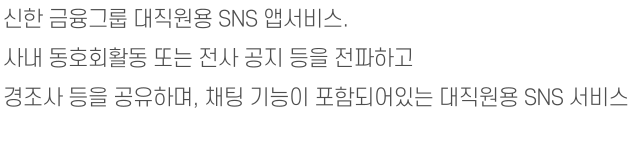 신한 금융그룹 대직원용 SNS 앱서비스.
사내 동호회활동 또는 전사 공지 등을 전파하고
경조사 등을 공유하며, 채팅 기능이 포함되어있는 대직원용 SNS 서비스